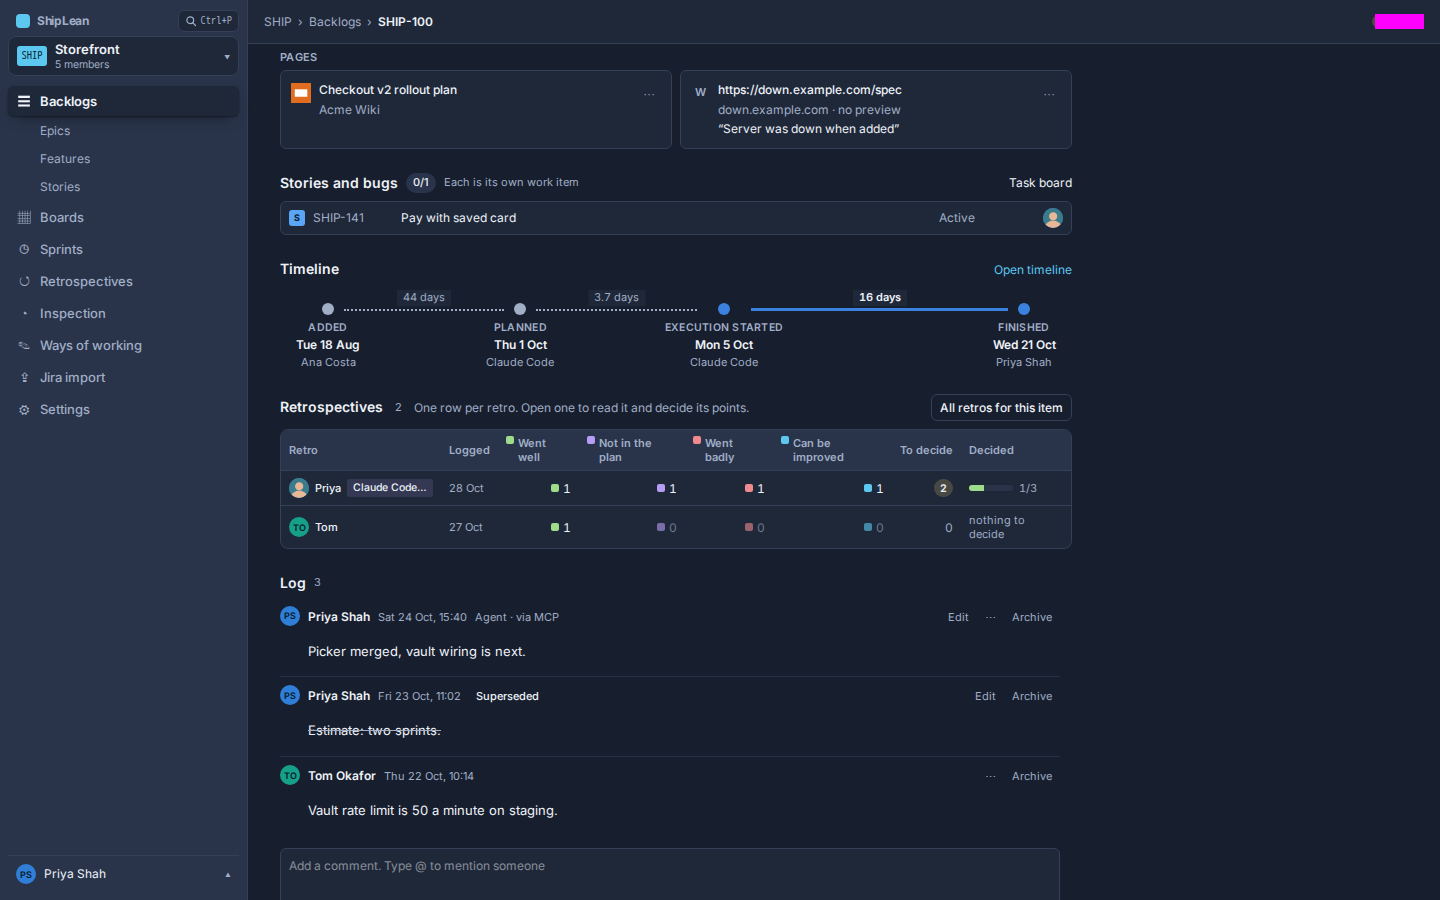 ShipLean
Ctrl+P
SHIP
Storefront
5 members
Backlogs
Epics
Features
Stories
Boards
Sprints
Retrospectives
Inspection
Ways of working
Jira import
Settings
PS Priya Shah
SHIP › Backlogs › SHIP-100
PAGES
Checkout v2 rollout plan
Acme Wiki
W https://down.example.com/spec
down.example.com · no preview
“Server was down when added”
Stories and bugs 0/1 Each is its own work item Task board
S SHIP-141 Pay with saved card Active
Timeline Open timeline
44 days 3.7 days 16 days
ADDED PLANNED EXECUTION STARTED FINISHED
Tue 18 Aug Thu 1 Oct Mon 5 Oct Wed 21 Oct
Ana Costa Claude Code Claude Code Priya Shah
Retrospectives 2 One row per retro. Open one to read it and decide its points. All retros for this item
Retro Logged Went well Not in the plan Went badly Can be improved To decide Decided
Priya Claude Code... 28 Oct 1 1 1 1 2 1/3
TO Tom 27 Oct 1 0 0 0 0 nothing to decide
Log 3
PS Priya Shah Sat 24 Oct, 15:40 Agent · via MCP Edit ... Archive
Picker merged, vault wiring is next.
PS Priya Shah Fri 23 Oct, 11:02 Superseded Edit Archive
Estimate: two sprints.
TO Tom Okafor Thu 22 Oct, 10:14 ... Archive
Vault rate limit is 50 a minute on staging.
Add a comment. Type @ to mention someone